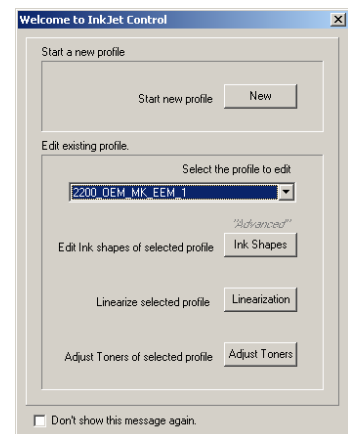 Welcome to InkJet Control
Start a new profile
Start new profile New
Edit existing profile.
Select the profile to edit
2200_OEM_MK_EEM_1
"Advanced"
Edit Ink shapes of selected profile Ink Shapes
Linearize selected profile Linearization
Adjust Toners of selected profile Adjust Toners
Don't show this message again.